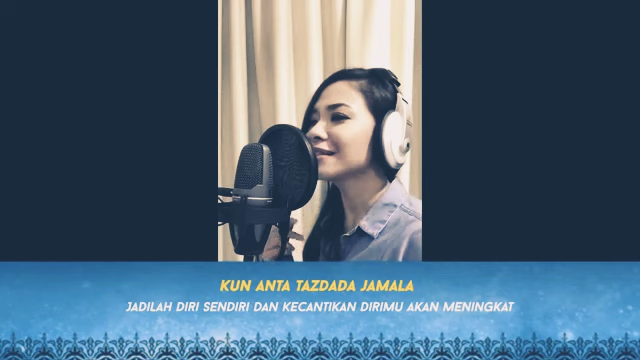 KUN ANTA TAZDADA JAMALA
JADILAH DIRI SENDIRI DAN KECANTIKAN DIRIMU AKAN MENINGKAT